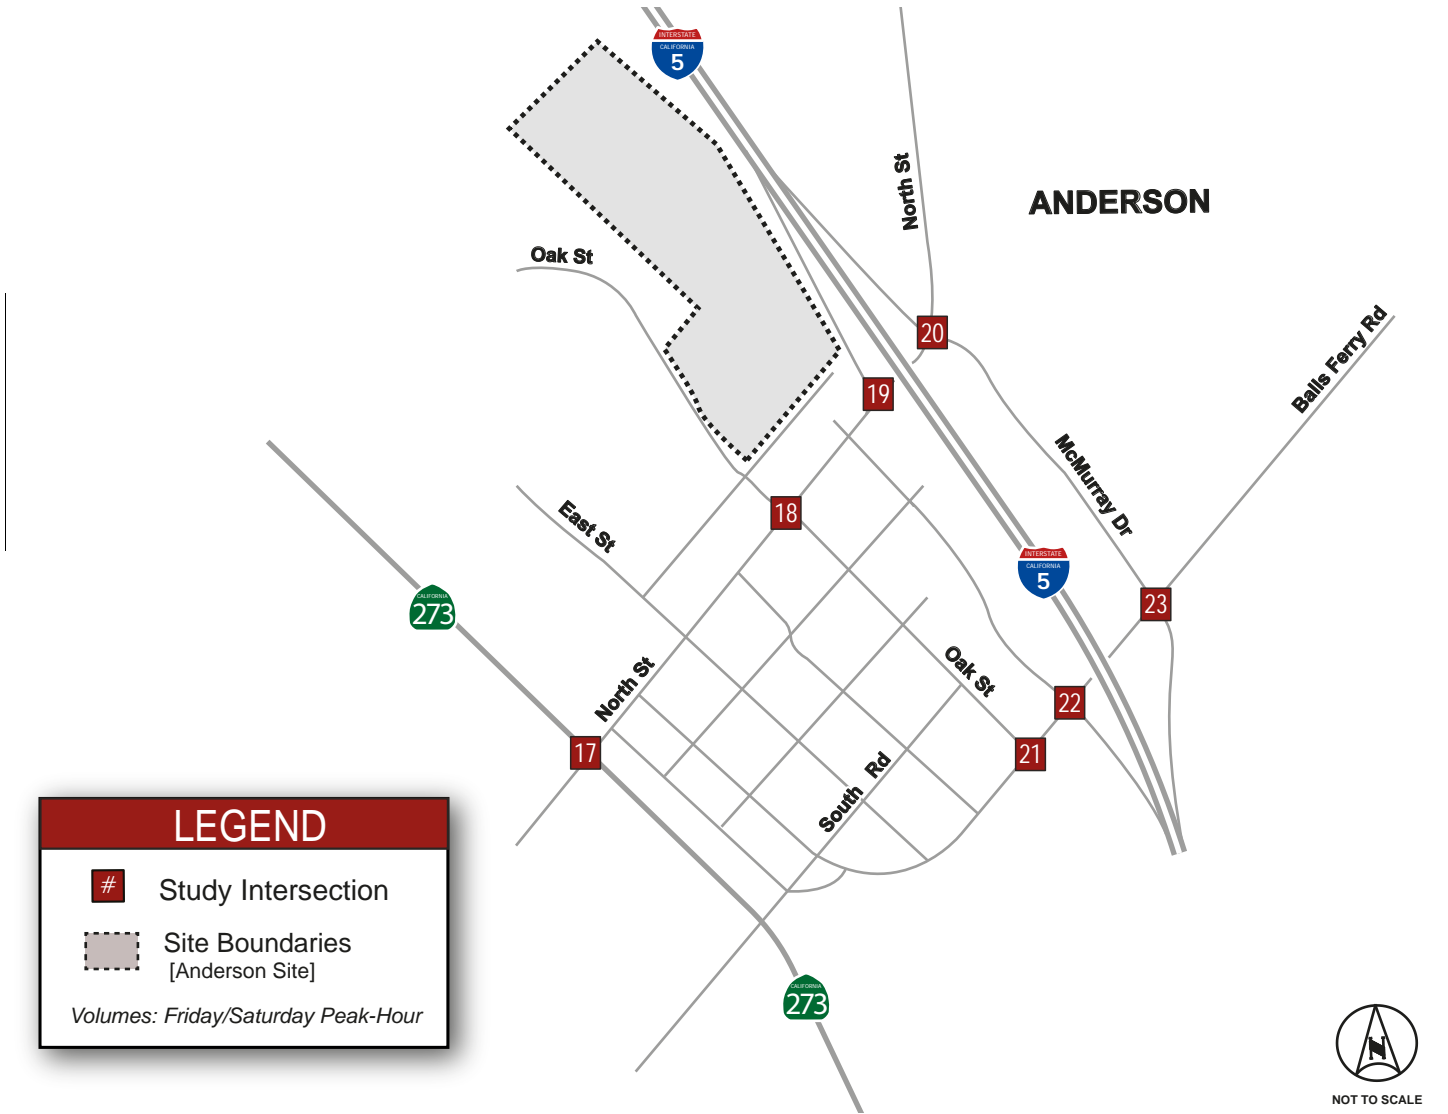 INTERSTATE
CALIFORNIA
5
North St
ANDERSON
Oak St
20
Balls Ferry Rd
19
McMurray Dr
18
East St
INTERSTATE
CALIFORNIA
5
CALIFORNIA
273
23
Oak St
North St
22
17
21
South Rd
LEGEND
# Study Intersection
Site Boundaries
[Anderson Site]
Volumes: Friday/Saturday Peak-Hour
CALIFORNIA
273
N
NOT TO SCALE